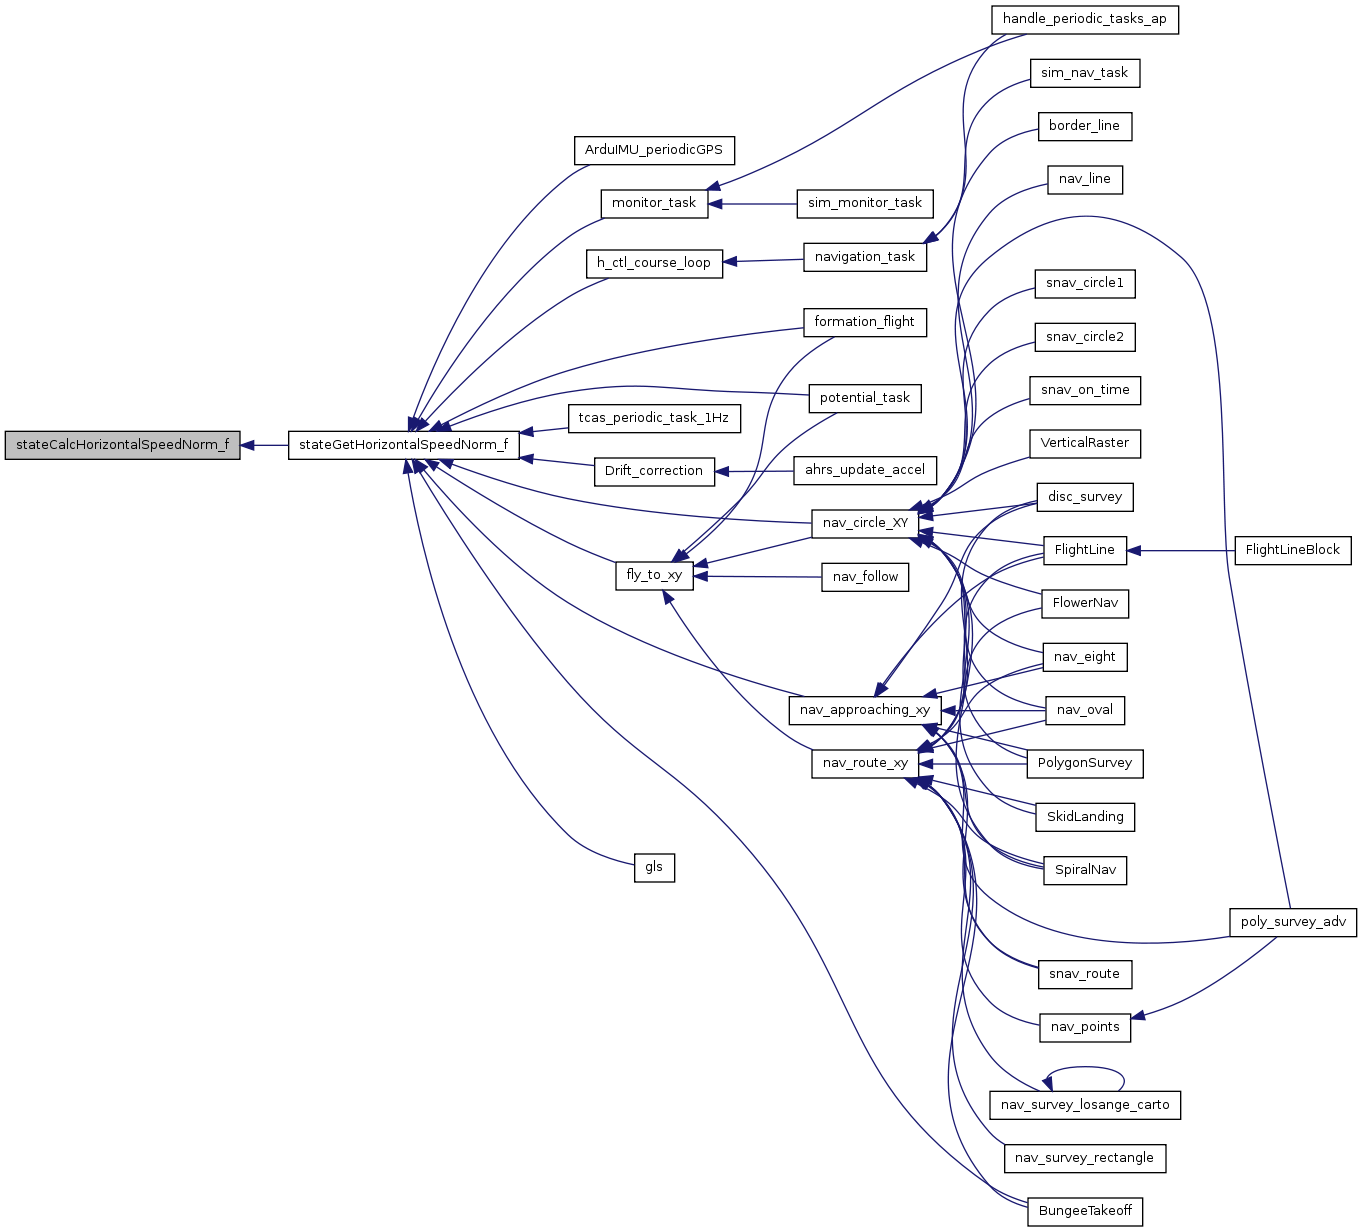 handle_periodic_tasks_ap
sim_nav_task
border_line
ArduIMU_periodicGPS
nav_line
monitor_task
sim_monitor_task
navigation_task
h_ctl_course_loop
snav_circle1
formation_flight
snav_circle2
snav_on_time
potential_task
tcas_periodic_task_1Hz
stateCalcHorizontalSpeedNorm_f
stateGetHorizontalSpeedNorm_f
VerticalRaster
Drift_correction
ahrs_update_accel
disc_survey
nav_circle_XY
FlightLine
FlightLineBlock
fly_to_xy
nav_follow
FlowerNav
nav_eight
nav_approaching_xy
nav_oval
nav_route_xy
PolygonSurvey
SkidLanding
gls
SpiralNav
poly_survey_adv
snav_route
nav_points
nav_survey_losange_carto
nav_survey_rectangle
BungeeTakeoff